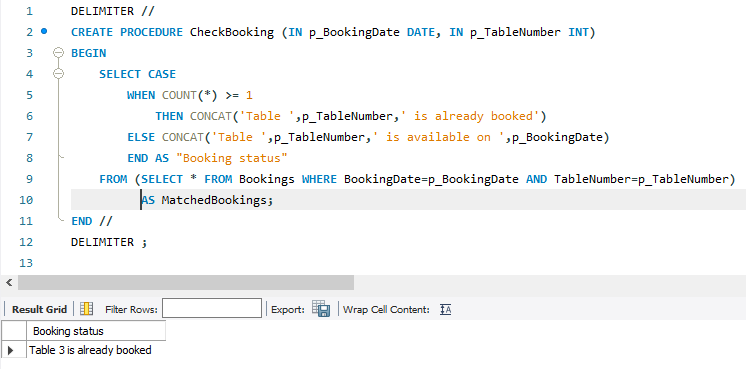 1 DELIMITER //
2 CREATE PROCEDURE CheckBooking (IN p_BookingDate DATE, IN p_TableNumber INT)
3 BEGIN
4 SELECT CASE
5 WHEN COUNT(*) >= 1
6 THEN CONCAT('Table ',p_TableNumber,' is already booked')
7 ELSE CONCAT('Table ',p_TableNumber,' is available on ',p_BookingDate)
8 END AS "Booking status"
9 FROM (SELECT * FROM Bookings WHERE BookingDate=p_BookingDate AND TableNumber=p_TableNumber)
10 AS MatchedBookings;
11 END //
12 DELIMITER ;
13
Result Grid Filter Rows: Export: Wrap Cell Content: IA
Booking status
Table 3 is already booked